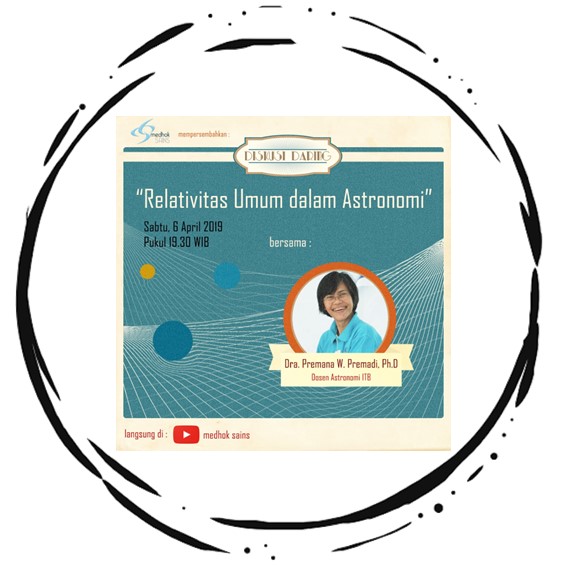 medhok
SAINS
mempersembahkan :
DISKUSI DARING
“Relativitas Umum dalam Astronomi”
Sabtu, 6 April 2019
Pukul 19.30 WIB
bersama :
Dra. Premana W. Premadi, Ph.D
Dosen Astronomi ITB
langsung di :
medhok sains